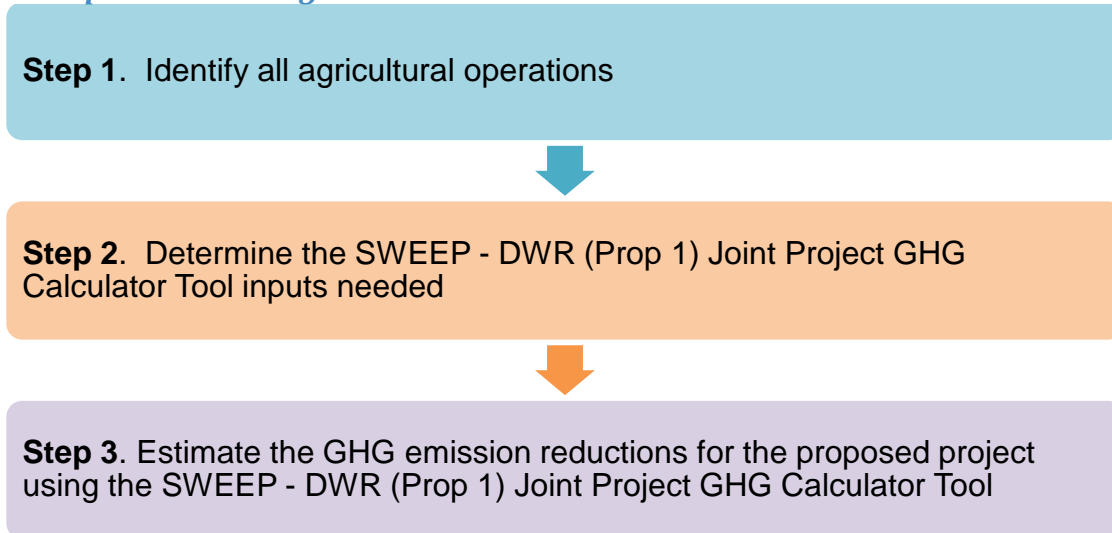 Step 1. Identify all agricultural operations
Step 2. Determine the SWEEP - DWR (Prop 1) Joint Project GHG
Calculator Tool inputs needed
Step 3. Estimate the GHG emission reductions for the proposed project
using the SWEEP - DWR (Prop 1) Joint Project GHG Calculator Tool